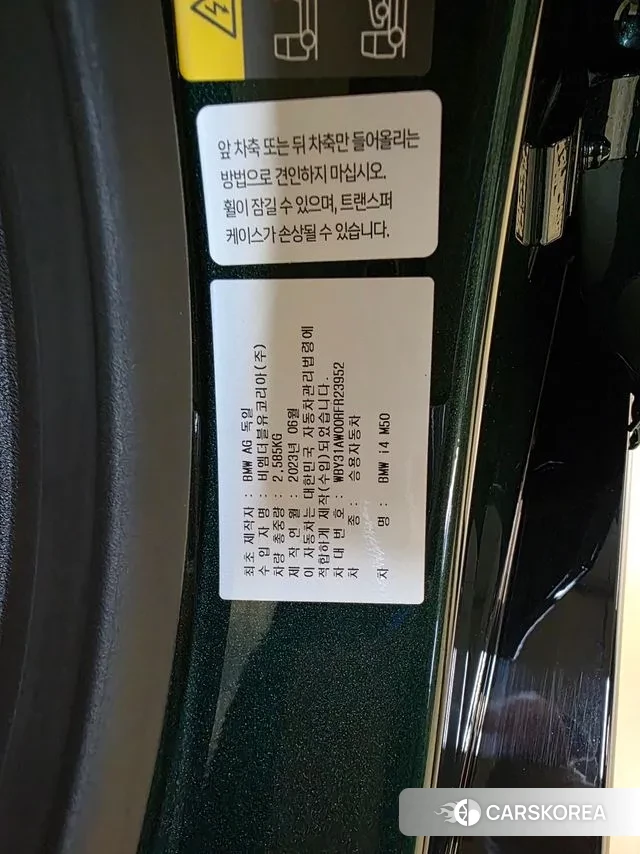 앞 차축 또는 뒤 차축만 들어올리는
방법으로 견인하지 마십시오.
휠이 잠길 수 있으며, 트랜스퍼
케이스가 손상될 수 있습니다.
최초 제작자 : BMW AG 독일
수 입 자 명 : 비엠더블유코리아(주)
차량 총중량 : 2,585KG
제 작 연 월 : 2023년 06월
이 자동차는 대한민국 자동차관리법령에
적합하게 제작(수입)되었습니다.
차 대 번 호 : WBY31AW00RFR23952
차 종 : 승용자동차
차 명 : BMW i4 M50
CARSKOREA